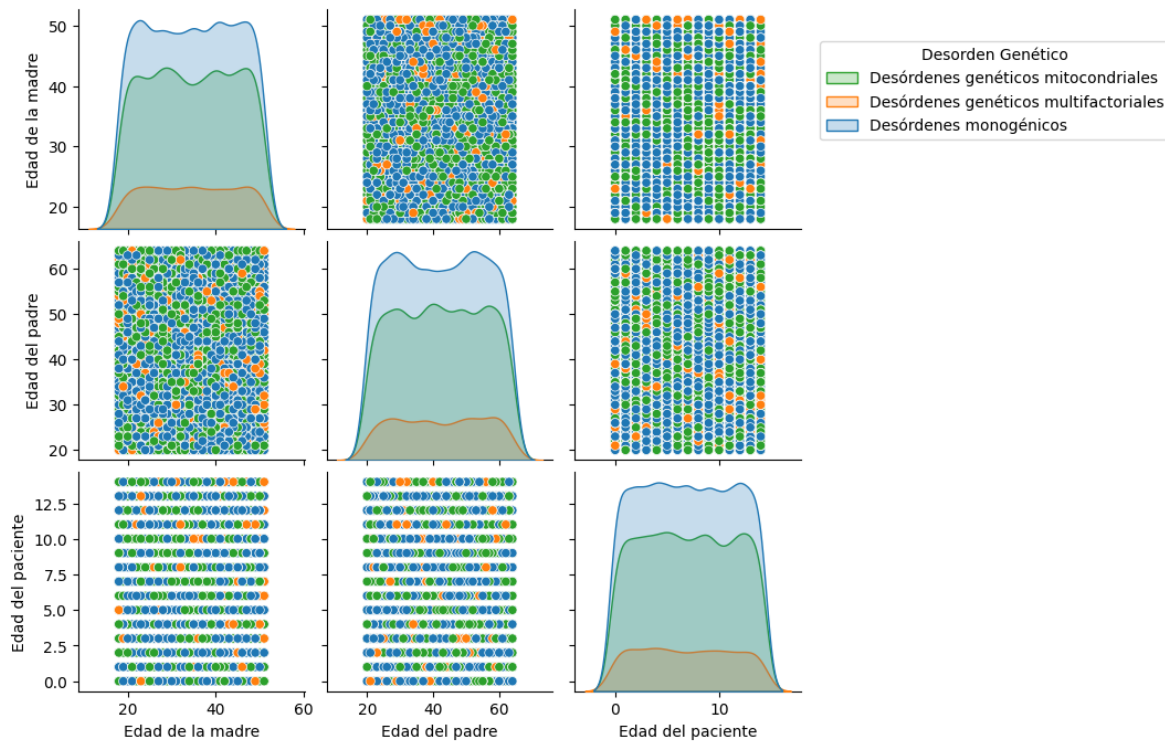 50
40
30
20
Edad de la madre
Desorden Genético
Desórdenes genéticos mitocondriales
Desórdenes genéticos multifactoriales
Desórdenes monogénicos
60
50
40
30
20
Edad del padre
12.5
10.0
7.5
5.0
2.5
0.0
Edad del paciente
20 40 60
20 40 60
0 10
Edad de la madre
Edad del padre
Edad del paciente